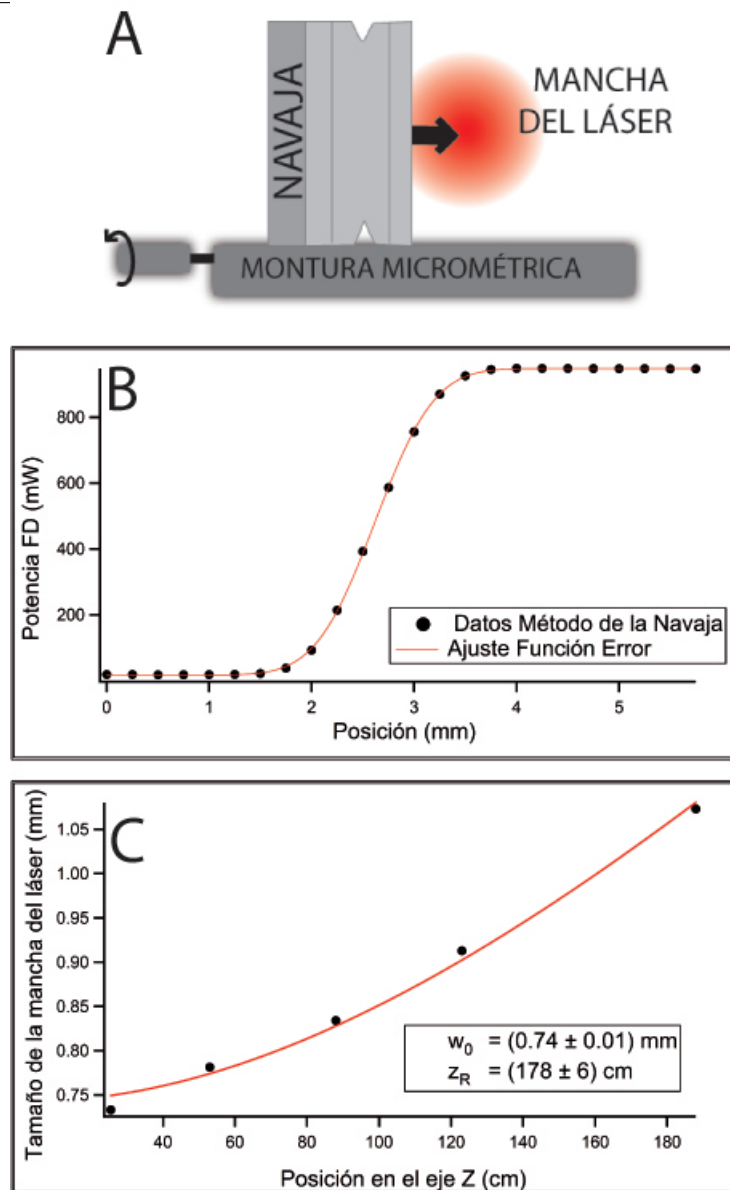 A
NAVAJA
MANCHA
DEL LÁSER
MONTURA MICROMÉTRICA
B
Potencia FD (mW)
800
600
400
200
Datos Método de la Navaja
Ajuste Función Error
0
1
2
3
4
5
Posición (mm)
C
Tamaño de la mancha del láser (mm)
1.05
1.00
0.95
0.90
0.85
0.80
0.75
w₀ = (0.74 ± 0.01) mm
z_R = (178 ± 6) cm
40
60
80
100
120
140
160
180
Posición en el eje Z (cm)